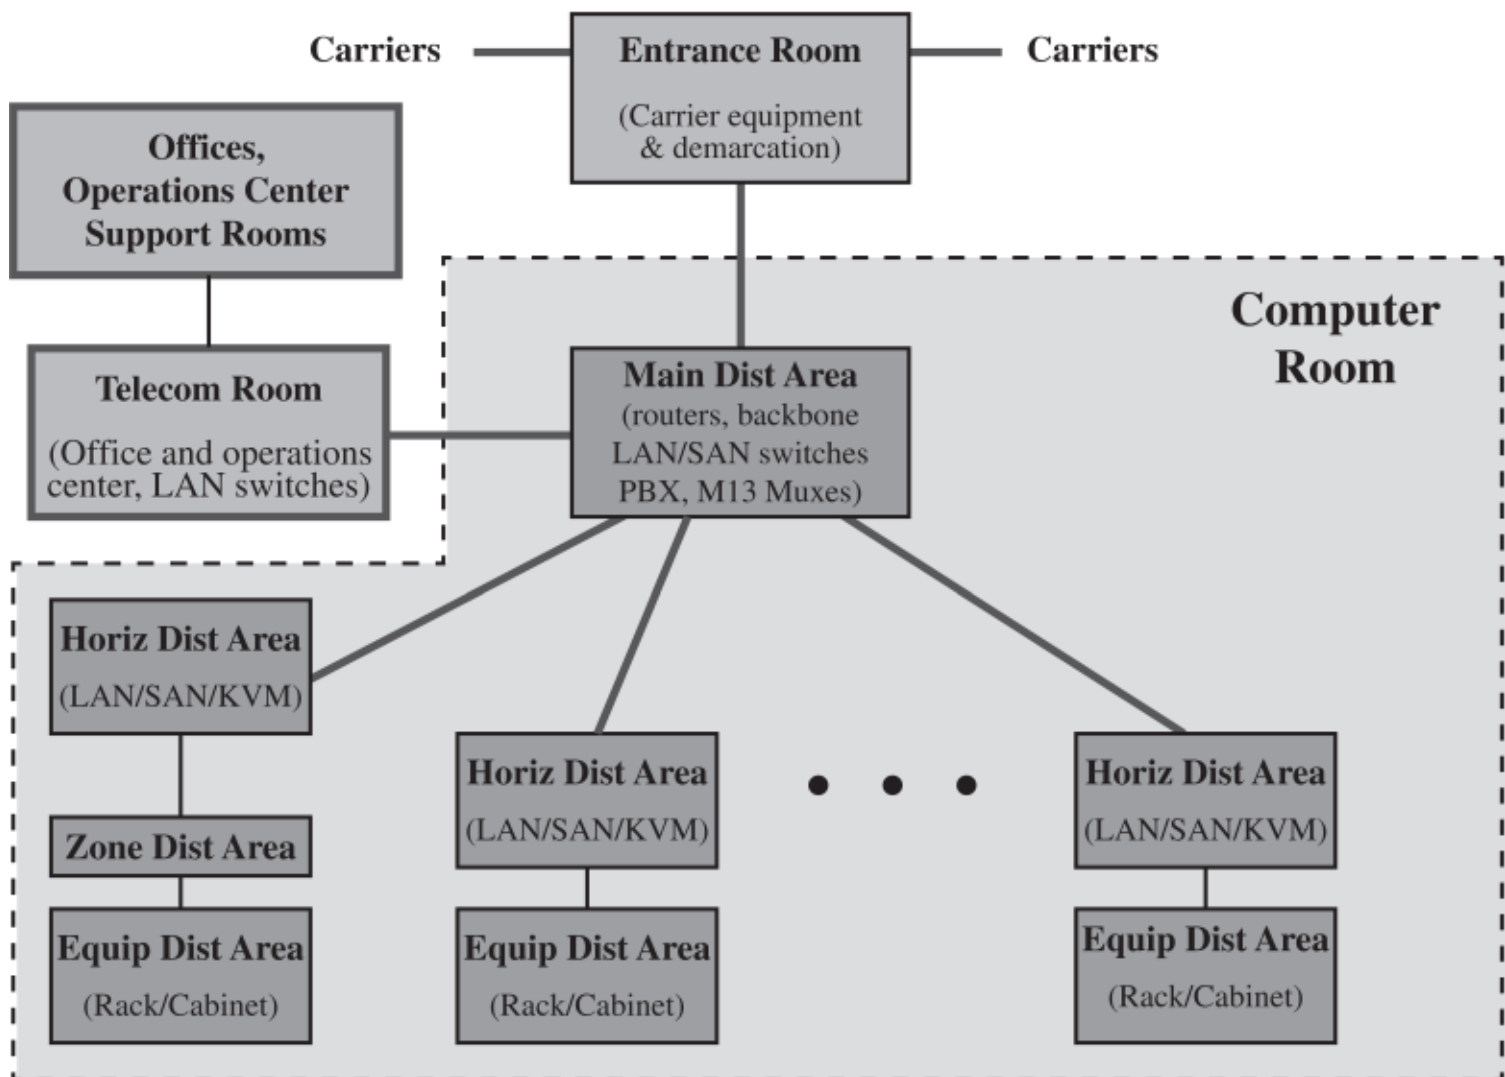 Carriers
Entrance Room
(Carrier equipment
& demarcation)
Carriers
Offices,
Operations Center
Support Rooms
Computer
Room
Telecom Room
(Office and operations
center, LAN switches)
Main Dist Area
(routers, backbone
LAN/SAN switches
PBX, M13 Muxes)
Horiz Dist Area
(LAN/SAN/KVM)
Zone Dist Area
Equip Dist Area
(Rack/Cabinet)
Horiz Dist Area
(LAN/SAN/KVM)
Equip Dist Area
(Rack/Cabinet)
Horiz Dist Area
(LAN/SAN/KVM)
Equip Dist Area
(Rack/Cabinet)